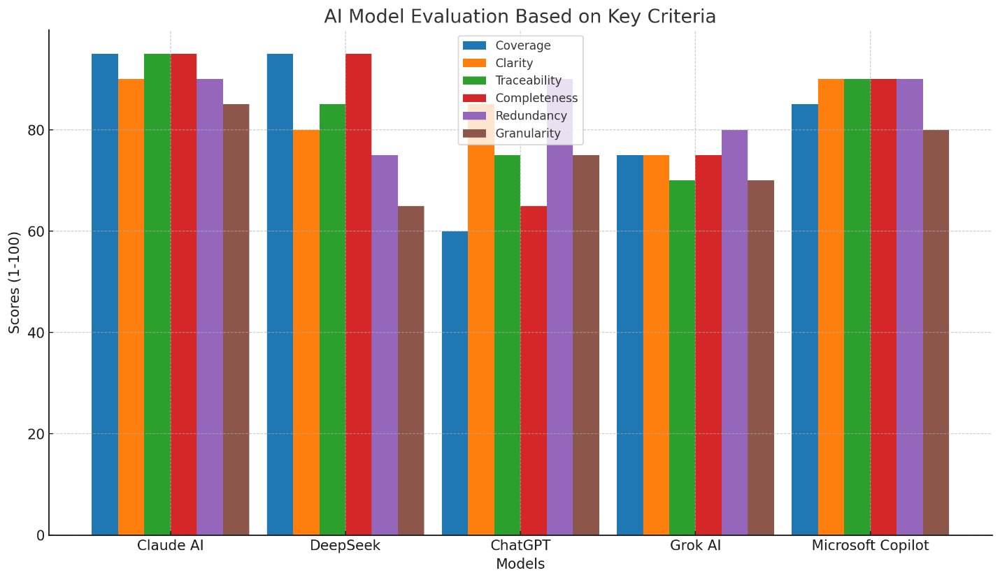 AI Model Evaluation Based on Key Criteria
Coverage
Clarity
Traceability
Completeness
Redundancy
Granularity
Scores (1-100)
80
60
40
20
0
Claude AI
DeepSeek
ChatGPT
Grok AI
Microsoft Copilot
Models